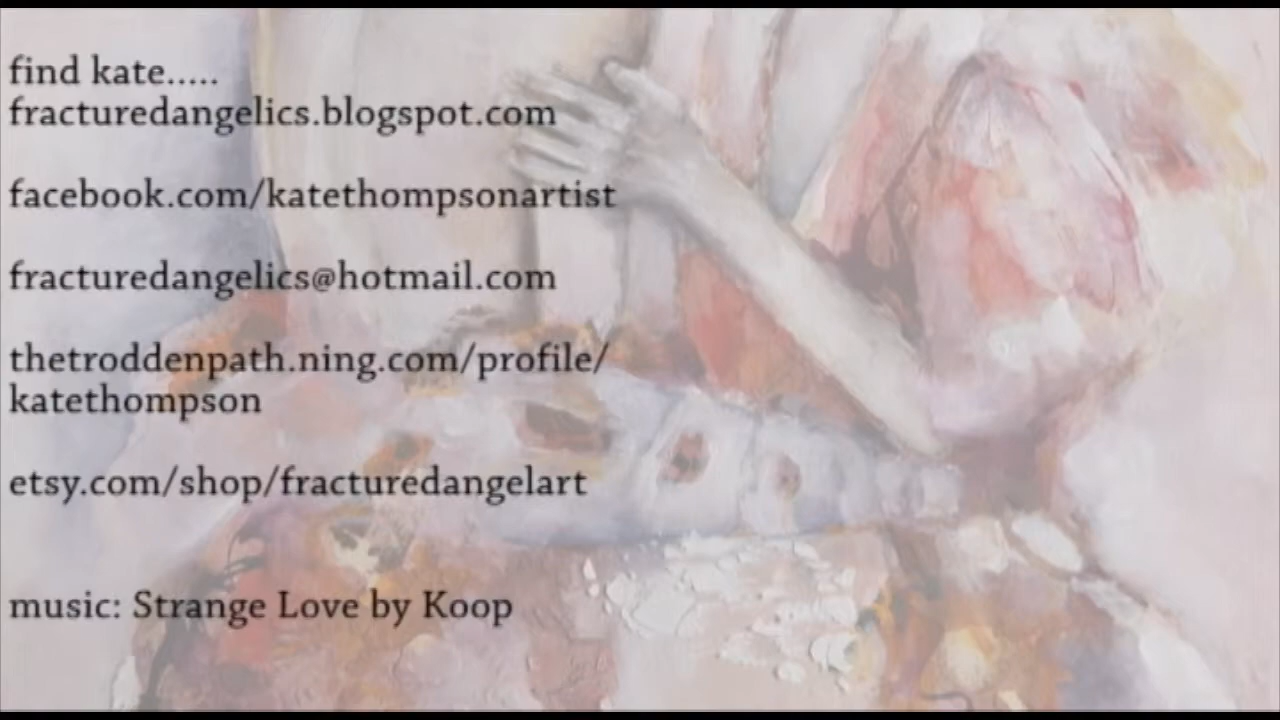 find kate.....
fracturedangelics.blogspot.com
facebook.com/katethompsonartist
fracturedangelics@hotmail.com
thetroddenpath.ning.com/profile/
katethompson
etsy.com/shop/fracturedangelart
music: Strange Love by Koop